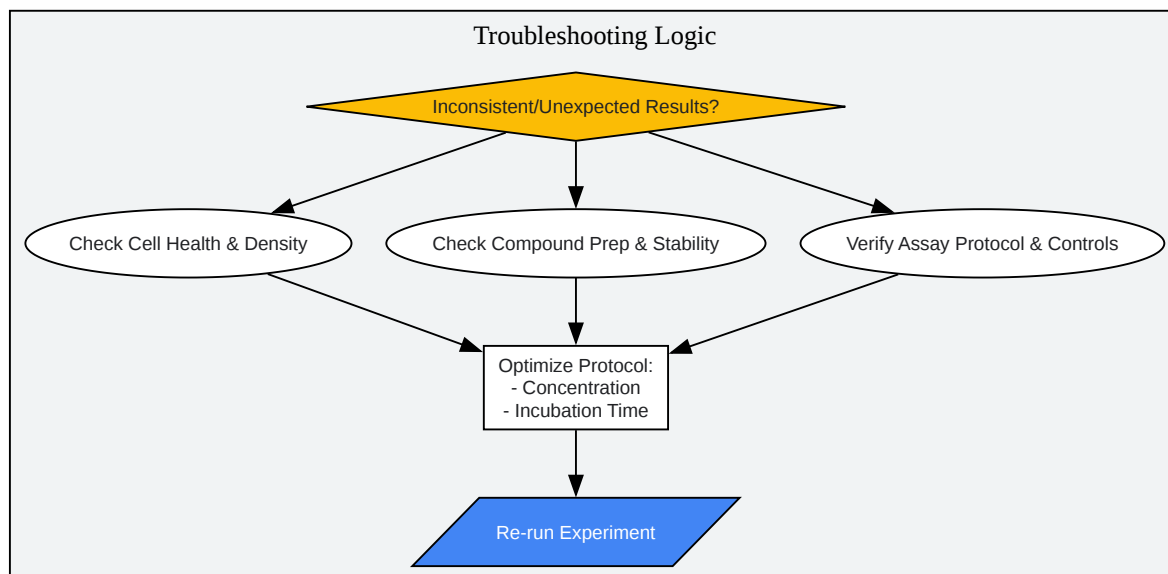 Troubleshooting Logic
Inconsistent/Unexpected Results?
Check Cell Health & Density
Check Compound Prep & Stability
Verify Assay Protocol & Controls
Optimize Protocol:
- Concentration
- Incubation Time
Re-run Experiment